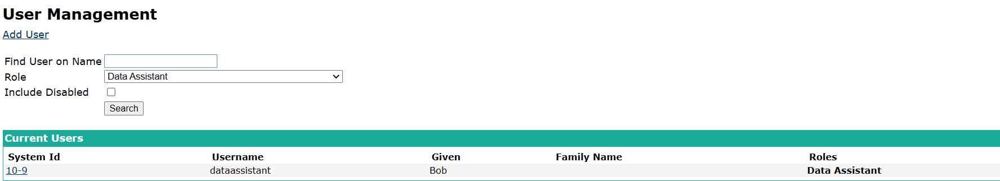 User Management
Add User
Find User on Name
Role Data Assistant
Include Disabled
Search
Current Users
System Id Username Given Family Name Roles
10-9 dataassistant Bob Data Assistant